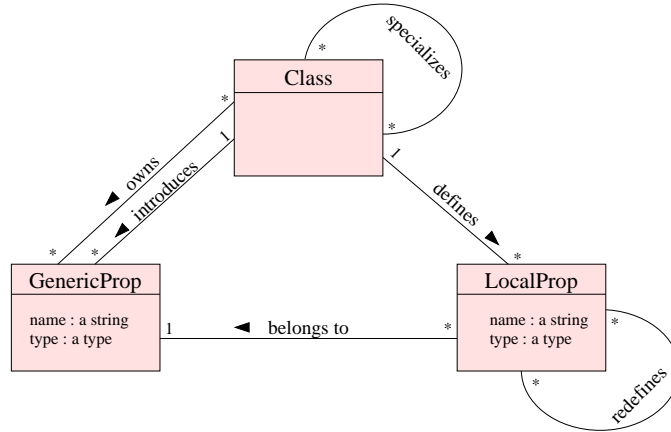 specializes
*
Class
*
*
1
1
owns
introduces
defines
*
*
*
GenericProp
name : a string
type : a type
LocalProp
name : a string
type : a type
1
belongs to
*
*
*
redefines